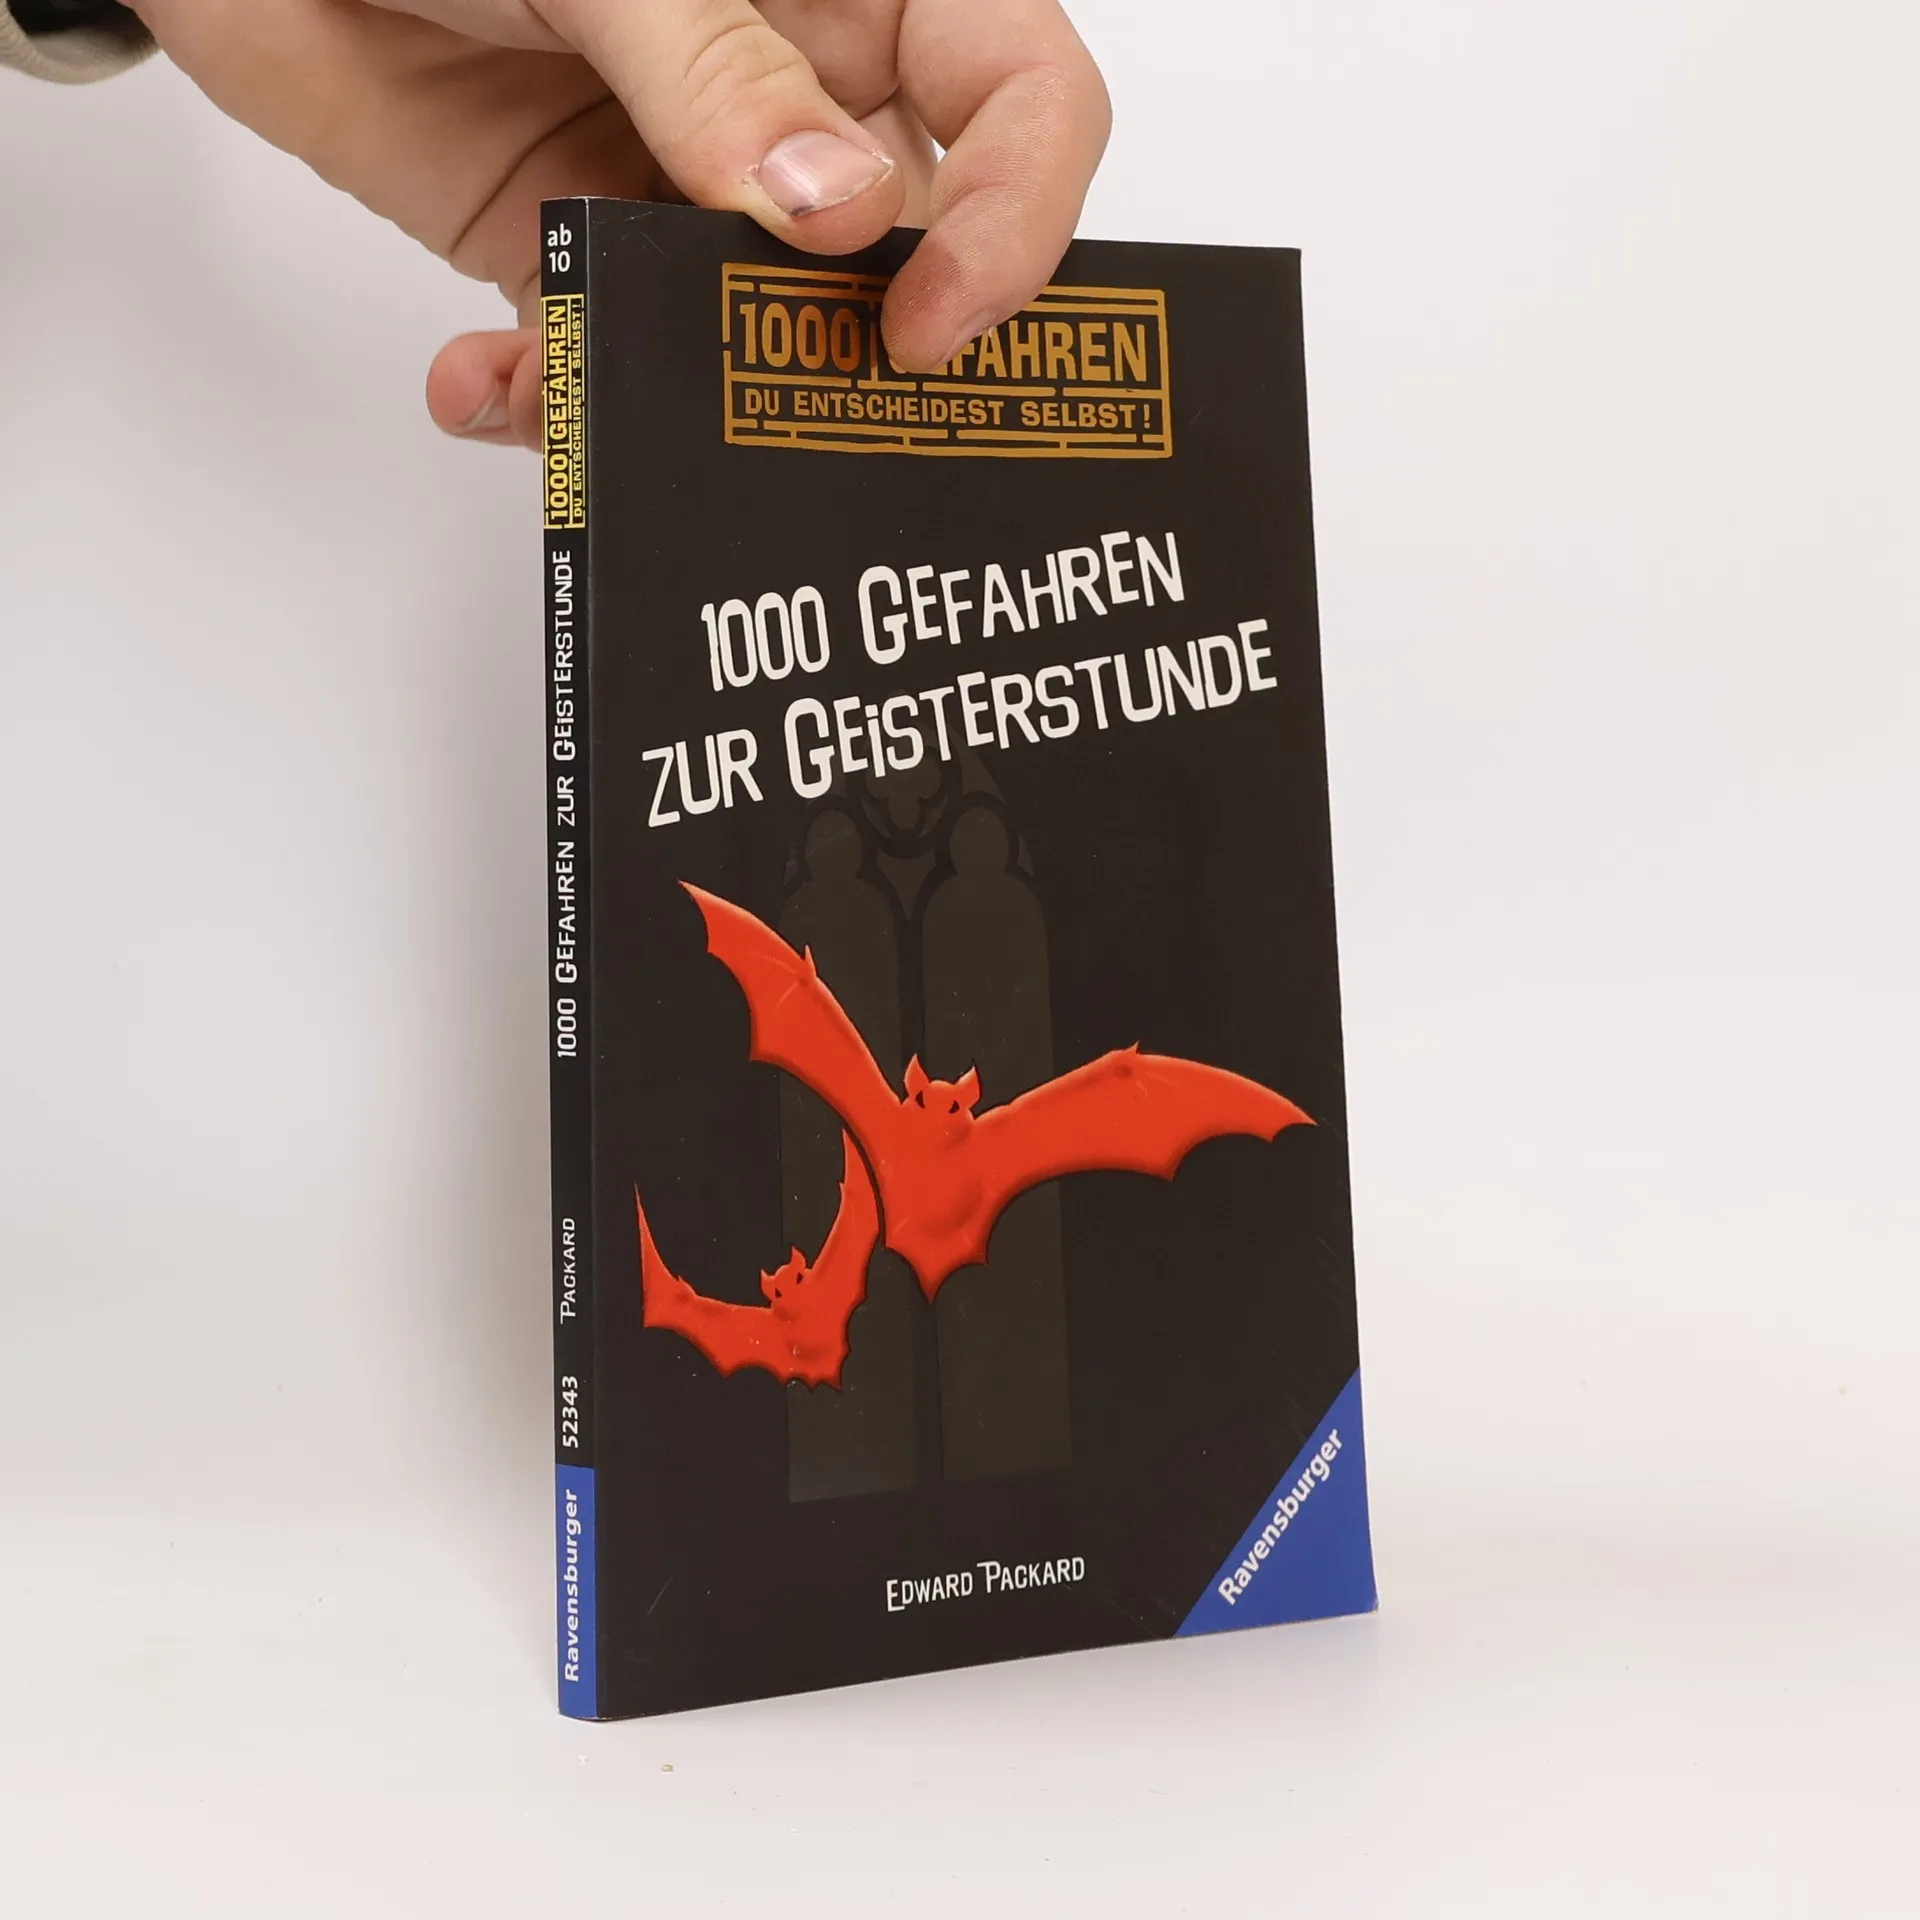 ab
10
1000 GEFAHREN
DU ENTSCHEIDEST SELBST!
1000 GEFAHREN ZUR GEISTERSTUNDE
PACKARD
52343
Ravensburger
1000 GEFAHREN
DU ENTSCHEIDEST SELBST!
1000 GEFAHREN
ZUR GEISTERSTUNDE
EDWARD PACKARD
Ravensburger